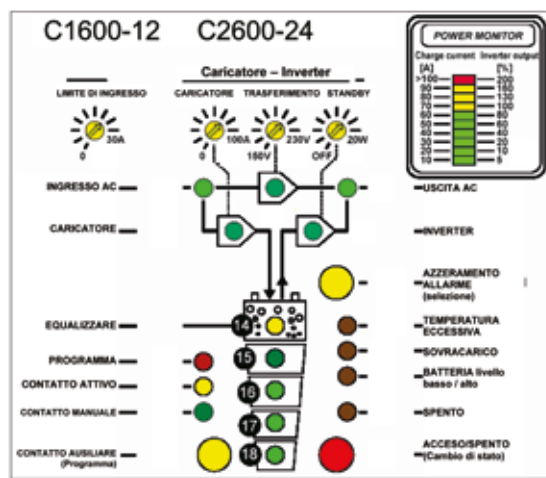 C1600-12 C2600-24
POWER MONITOR
Charge current Inverter output
[A] [%]
>100 200
90 160
80 130
70 100
60 80
50 60
40 40
30 20
20 10
10 5
Caricatore – Inverter
LIMITE DI INGRESSO CARICATORE TRASFERIMENTO STANDBY
0 30A
0 100A
150V 230V
OFF 20W
INGRESSO AC
USCITA AC
CARICATORE
INVERTER
AZZERAMENTO
ALLARME
(selezione)
EQUALIZZARE
14
TEMPERATURA
ECCESSIVA
15
SOVRACARICO
PROGRAMMA
BATTERIA livello
basso / alto
CONTATTO ATTIVO
16
CONTATTO MANUALE
17
SPENTO
CONTATTO AUSILIARE
(Programma)
18
ACCESO/SPENTO
(Cambio di stato)